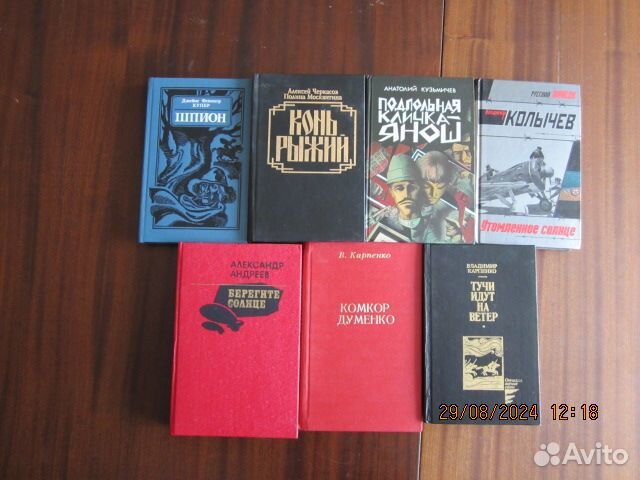 Джеймс Фенимор
КУПЕР
ШПИОН
Алексей Черкасов
Полина Москвитина
КОНЬ
РЫЖИЙ
АНАТОЛИЙ КУЗЬМИЧЕВ
ПОДПОЛЬНАЯ
КЛИЧКА-
ЯНОШ
РУССКИЙ
КОЛЫЧЕВ
Утомленное солнце
АЛЕКСАНДР
АНДРЕЕВ
БЕРЕГИТЕ
СОЛНЦЕ
В. Карпенко
КОМКОР
ДУМЕНКО
ВЛАДИМИР
КАРПЕНКО
ТУЧИ
ИДУТ
НА
ВЕТЕР
29/08/2024 12:18
Avito